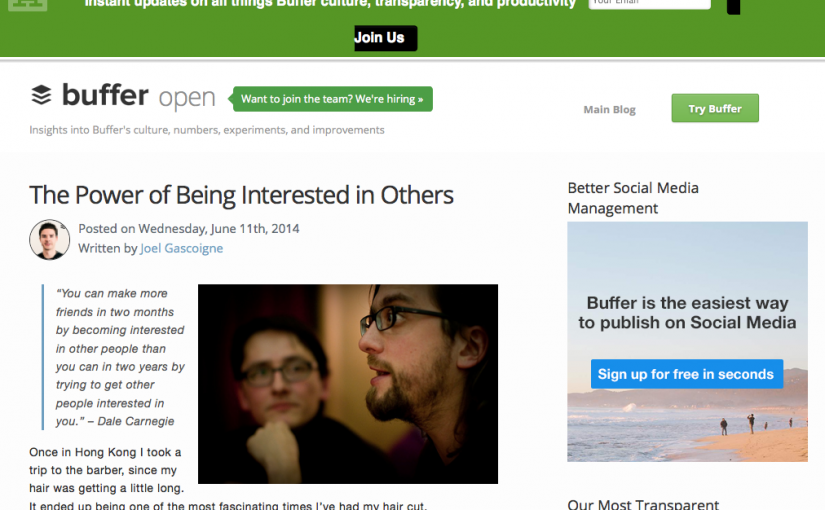 Instant updates on all things Buffer culture, transparency, and productivity
Your Email
Join Us
buffer open
Want to join the team? We're hiring »
Insights into Buffer's culture, numbers, experiments, and improvements
Main Blog
Try Buffer
The Power of Being Interested in Others
Posted on Wednesday, June 11th, 2014
Written by Joel Gascoigne
“You can make more
friends in two months
by becoming interested
in other people than
you can in two years by
trying to get other
people interested in
you.” – Dale Carnegie
Once in Hong Kong I took a
trip to the barber, since my
hair was getting a little long.
It ended up being one of the most fascinating times I've had my hair cut.
Better Social Media
Management
Buffer is the easiest way
to publish on Social Media
Sign up for free in seconds
Our Most Transparent